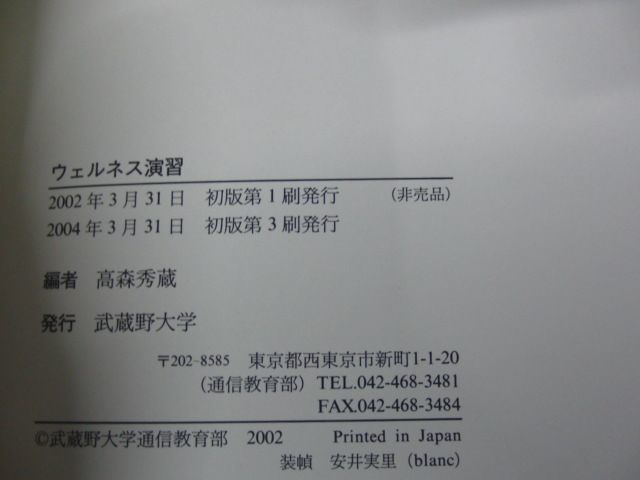 ウェルネス演習
2002年3月31日 初版第1刷発行 （非売品）
2004年3月31日 初版第3刷発行
編者 高森秀蔵
発行 武蔵野大学
〒202-8585 東京都西東京市新町1-1-20
（通信教育部）TEL.042-468-3481
FAX.042-468-3484
©武蔵野大学通信教育部 2002 Printed in Japan
装幀 安井実里（blanc）